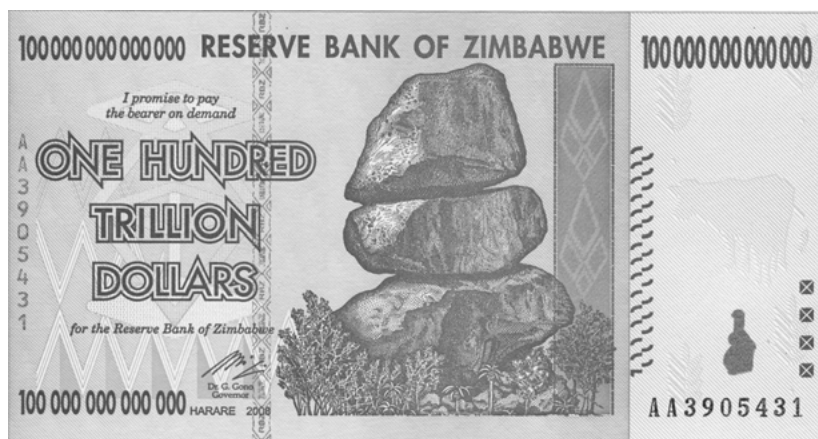 100 000 000 000 000 RESERVE BANK OF ZIMBABWE 100 000 000 000 000
I promise to pay
the bearer on demand
ONE HUNDRED
TRILLION
DOLLARS
for the Reserve Bank of Zimbabwe
Dr. G. Gono
Governor
100 000 000 000 000
HARARE 2008
AA3905431
AA3905431